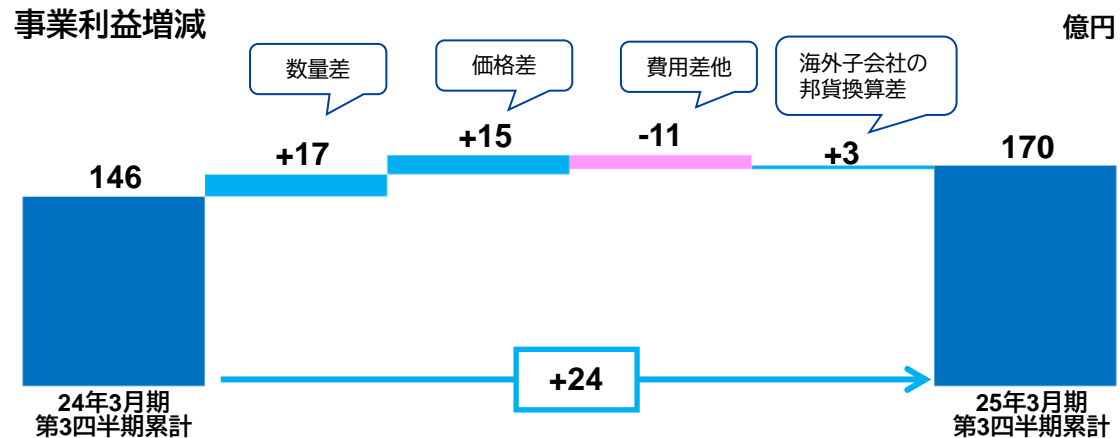 事業利益増減
億円
数量差
価格差
費用差他
海外子会社の
邦貨換算差
146
+17
+15
-11
+3
170
+24
24年3月期
第3四半期累計
25年3月期
第3四半期累計